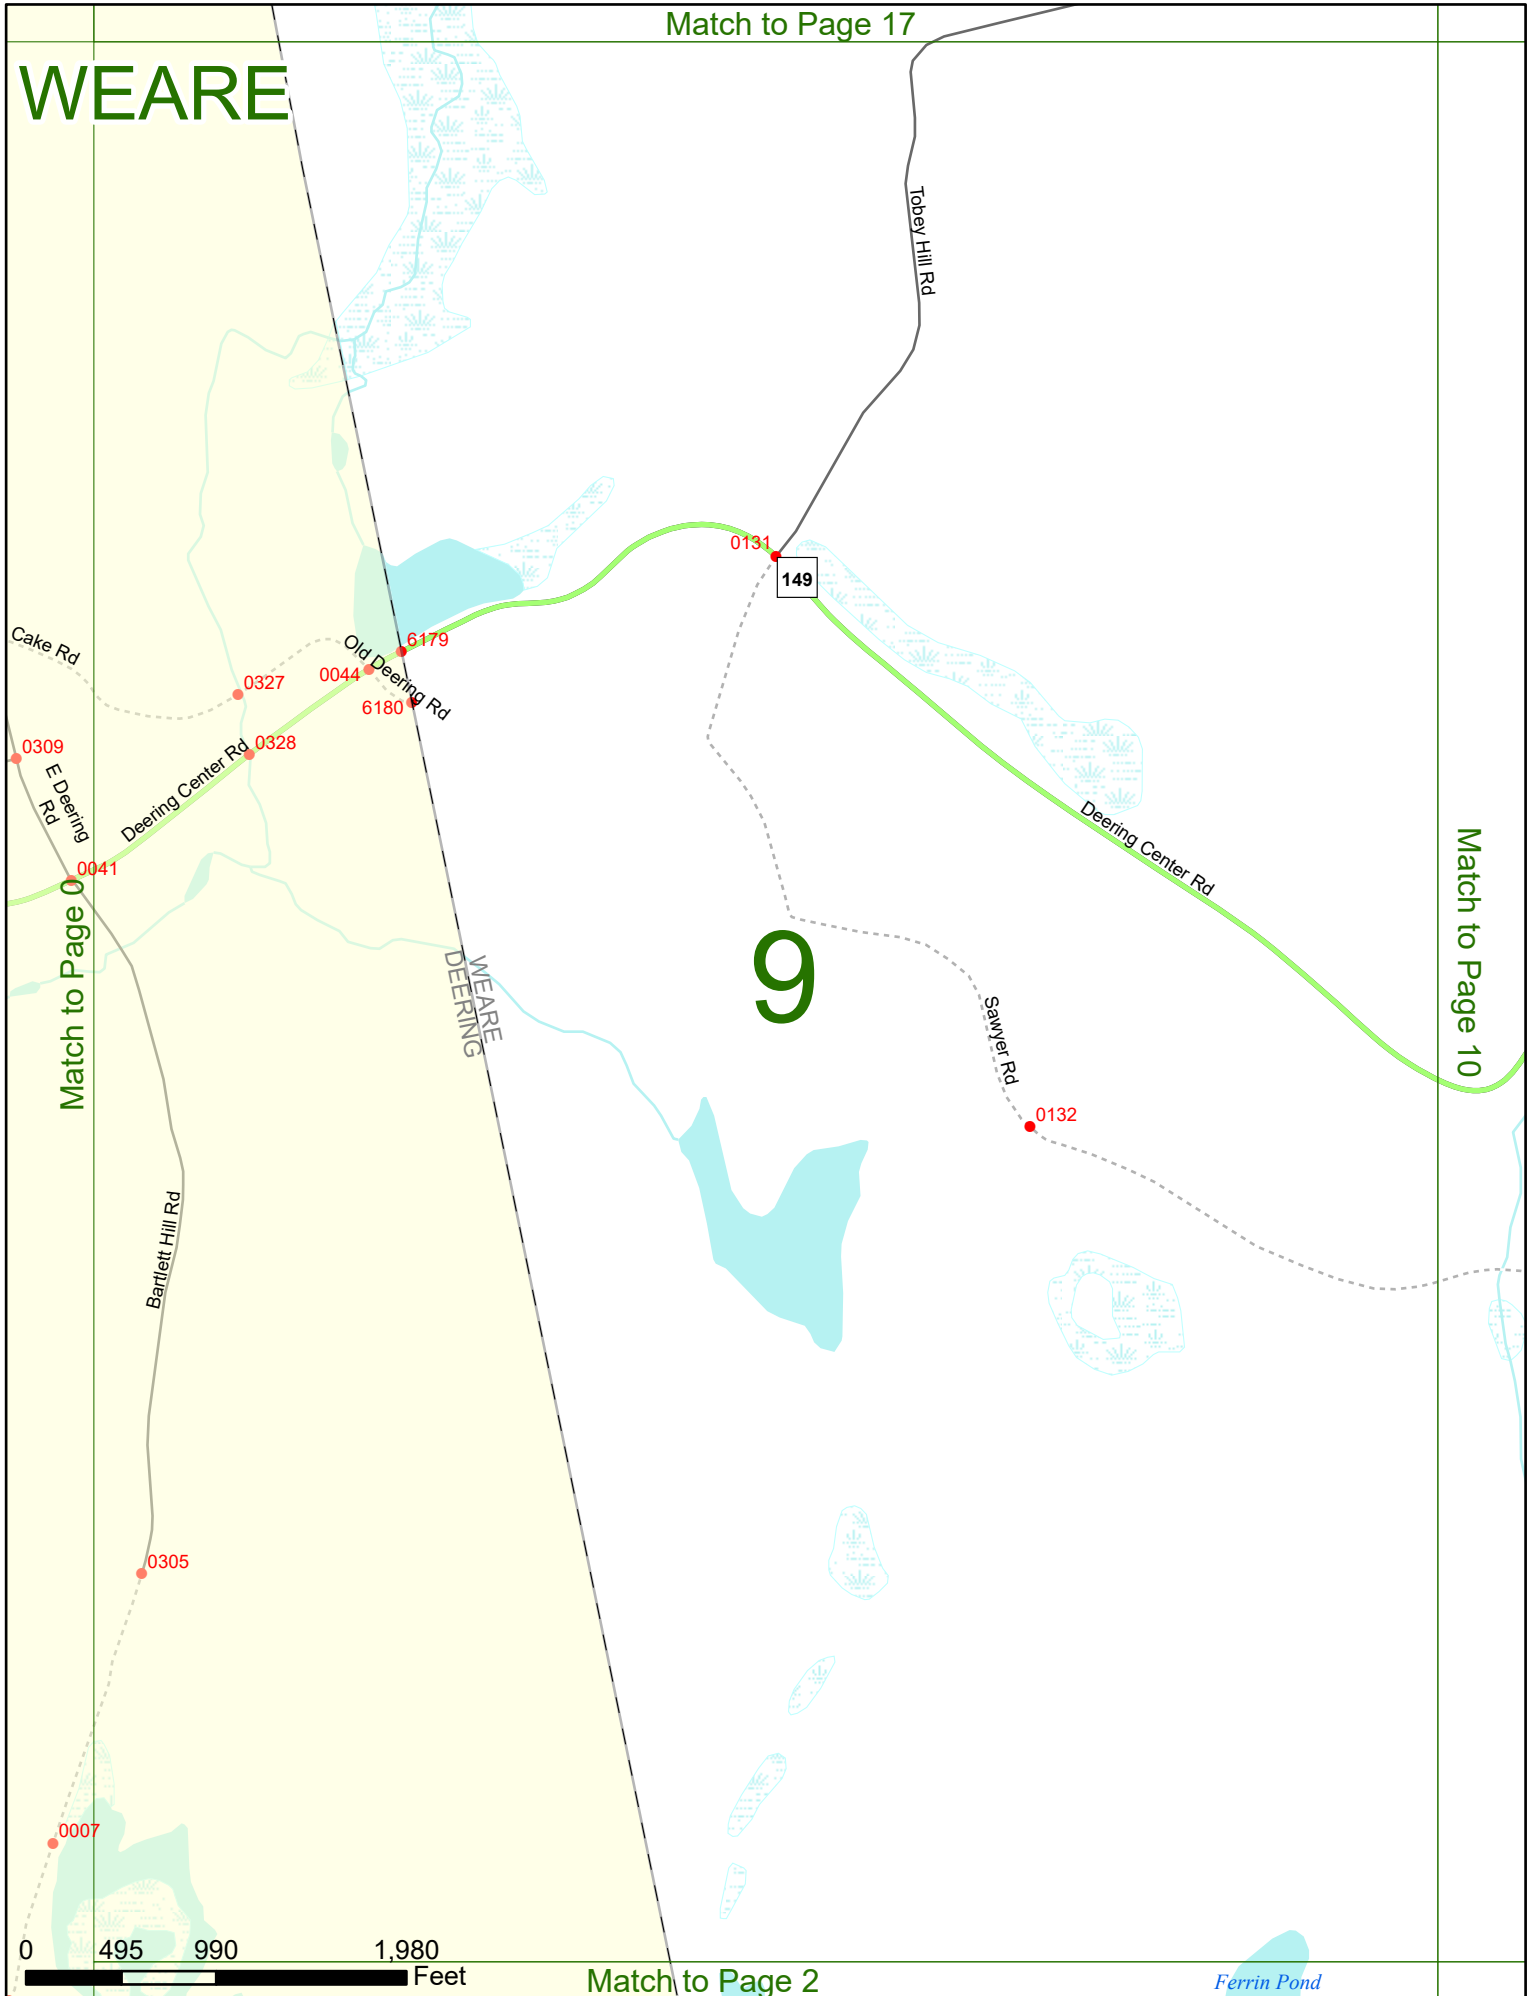 Match to Page 17
WEARE
Tobey Hill Rd
0131
149
Cake Rd
Old Deering Rd
6179
0044
0327
6180
0309
0328
E Deering
Rd
Deering Center Rd
Deering Center Rd
0041
Match to Page 0
Match to Page 10
WEARE
DEERING
9
Sawyer Rd
0132
Bartlett Hill Rd
0305
0007
0 495 990 1,980
Feet
Match to Page 2
Ferrin Pond